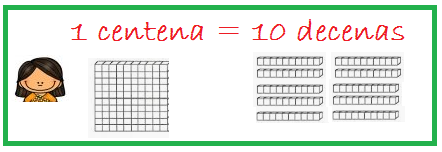 1 centena = 10 decenas